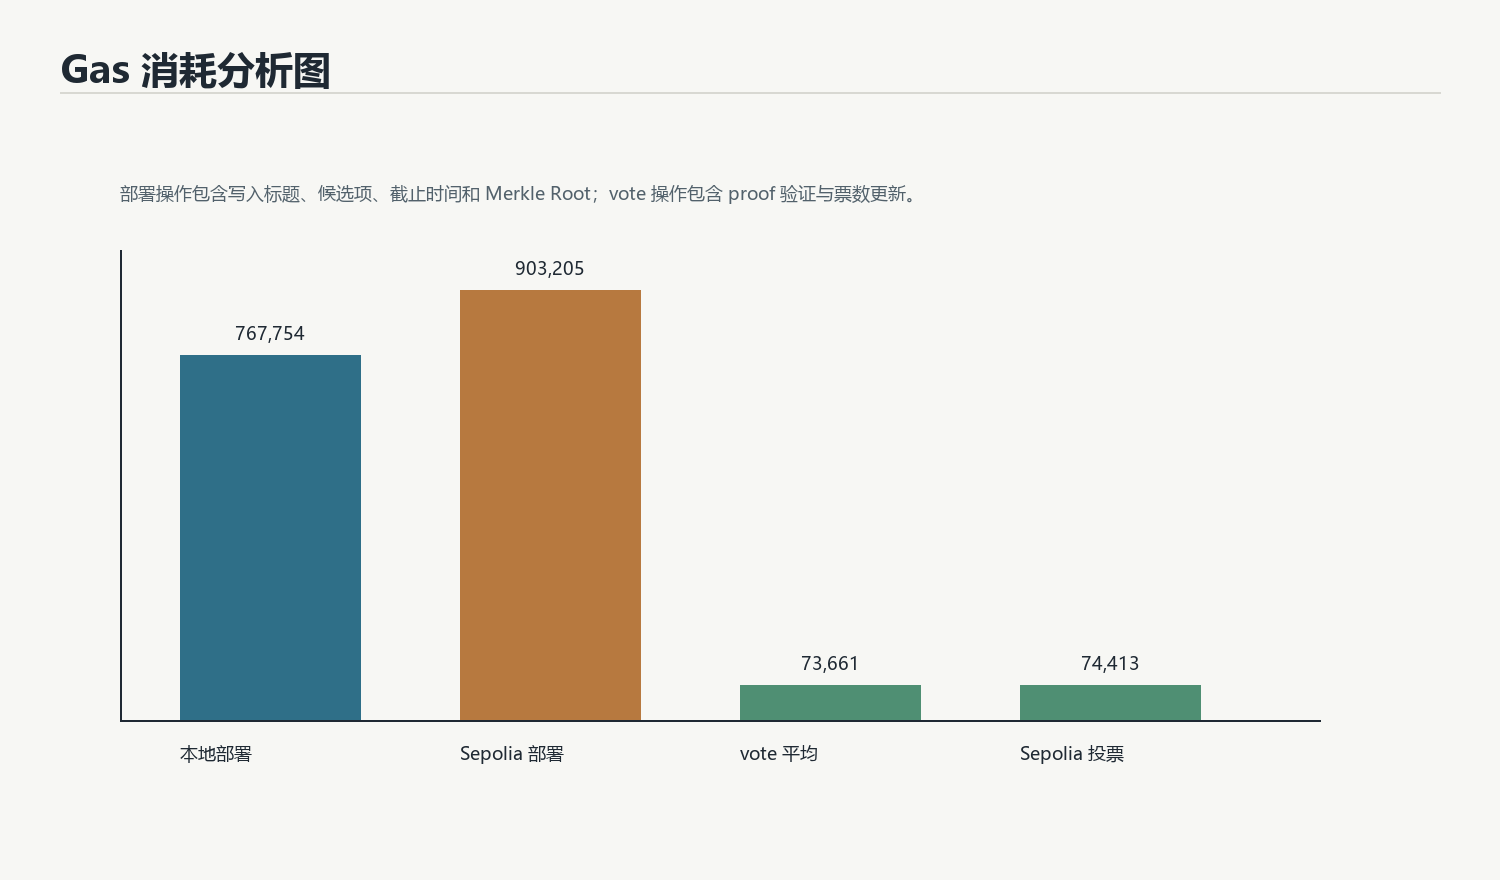 Gas 消耗分析图
部署操作包含写入标题、候选项、截止时间和 Merkle Root；vote 操作包含 proof 验证与票数更新。
903,205
767,754
73,661
74,413
本地部署
Sepolia 部署
vote 平均
Sepolia 投票